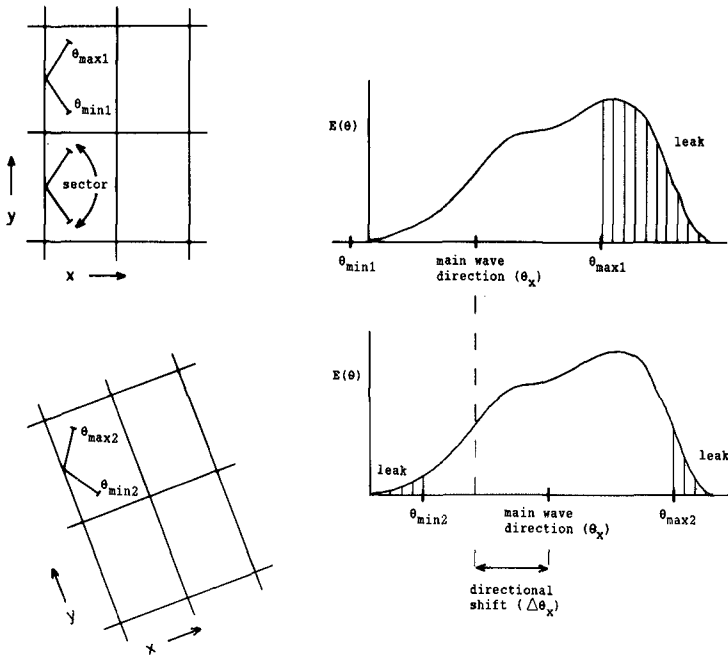 θmax1
θmin1
sector
y
x
E(θ)
leak
θmin1
main wave
direction (θx)
θmax1
θmax2
θmin2
y
x
E(θ)
leak
leak
θmin2
main wave
direction (θx)
θmax2
directional
shift (Δθx)